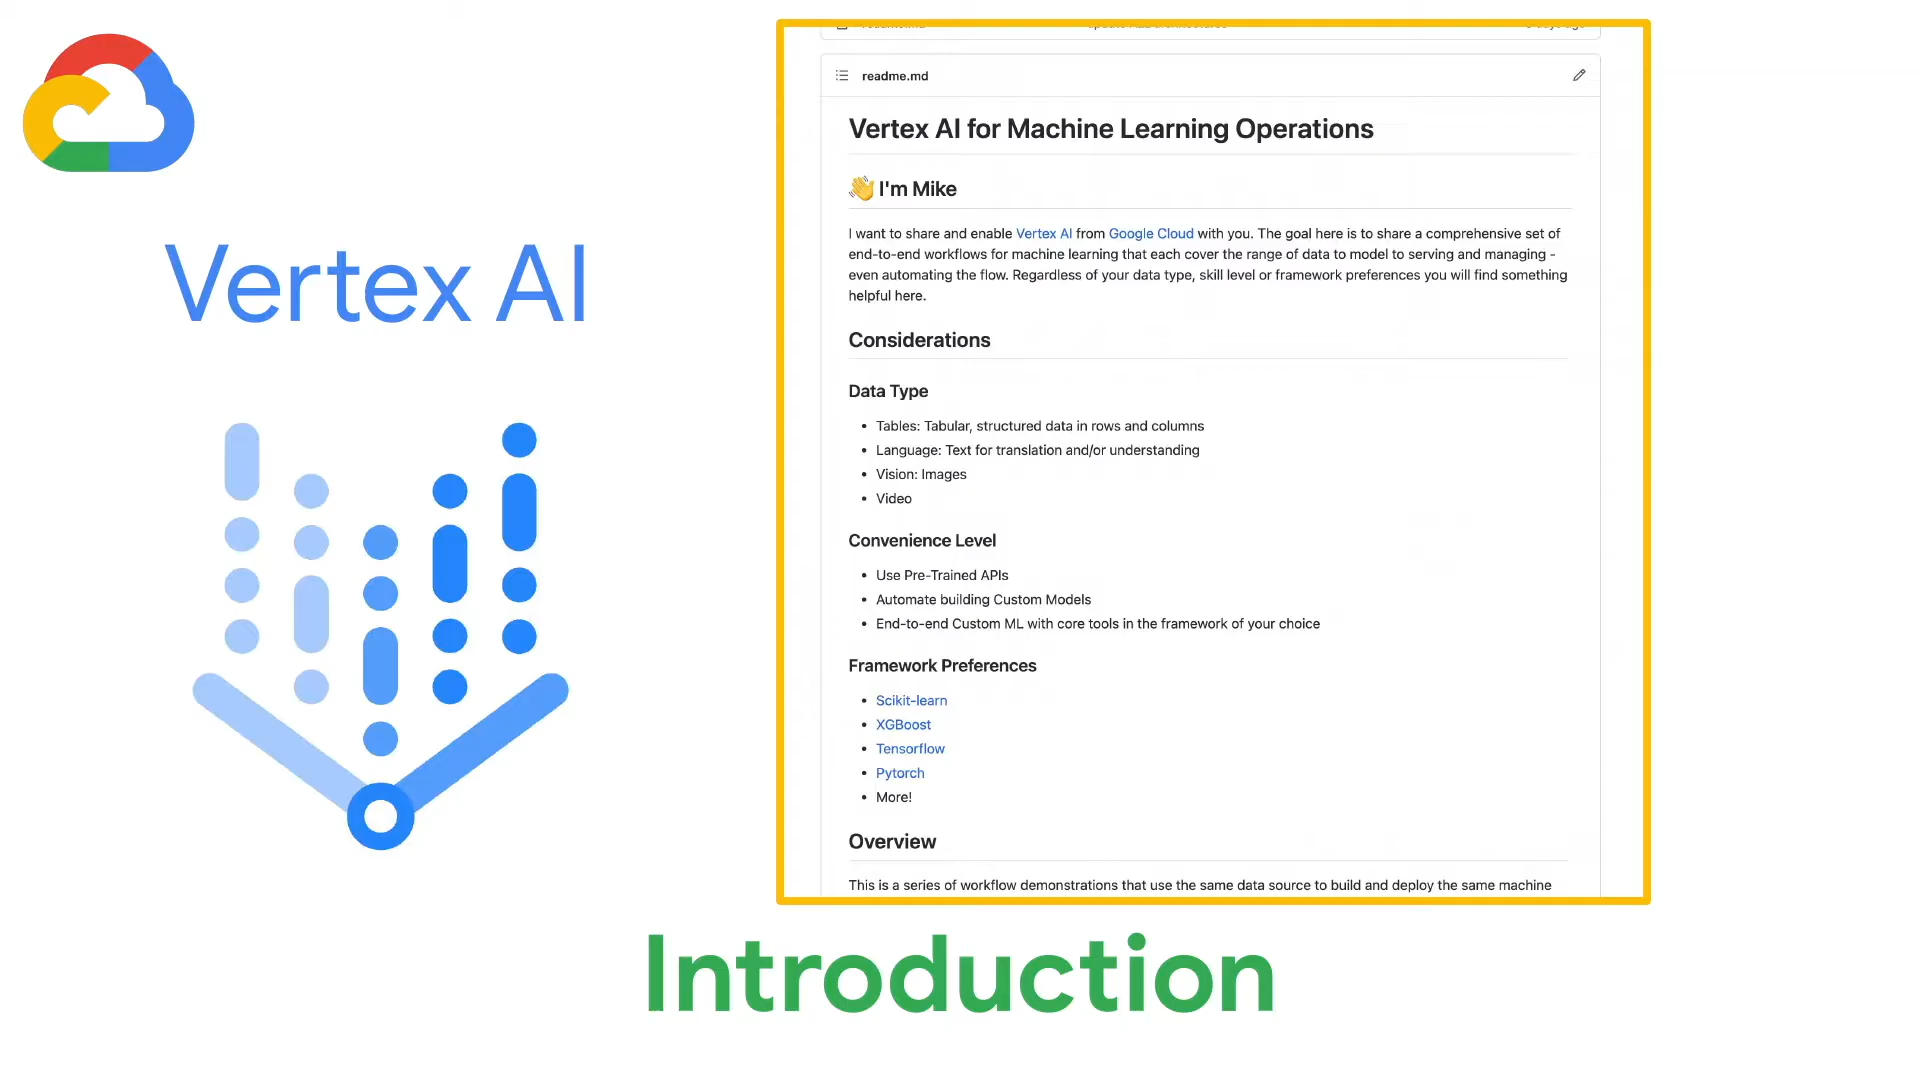 Vertex AI
readme.md
Vertex AI for Machine Learning Operations
👋 I'm Mike
I want to share and enable Vertex AI from Google Cloud with you. The goal here is to share a comprehensive set of
end-to-end workflows for machine learning that each cover the range of data to model to serving and managing -
even automating the flow. Regardless of your data type, skill level or framework preferences you will find something
helpful here.
Considerations
Data Type
• Tables: Tabular, structured data in rows and columns
• Language: Text for translation and/or understanding
• Vision: Images
• Video
Convenience Level
• Use Pre-Trained APIs
• Automate building Custom Models
• End-to-end Custom ML with core tools in the framework of your choice
Framework Preferences
• Scikit-learn
• XGBoost
• Tensorflow
• Pytorch
• More!
Overview
This is a series of workflow demonstrations that use the same data source to build and deploy the same machine
Introduction